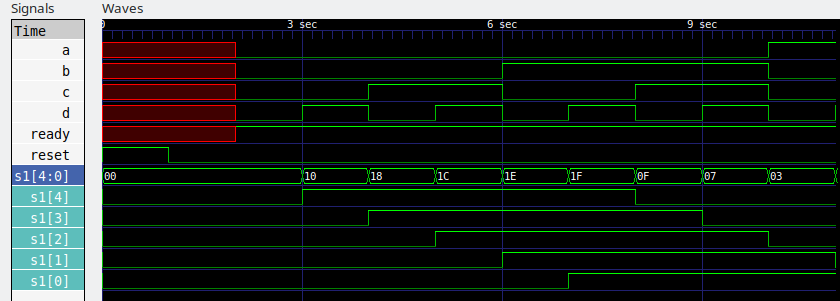 Signals Waves
Time 0 3 sec 6 sec 9 sec
a
b
c
d
ready
reset
s1[4:0] 00 10 18 1C 1E 1F 0F 07 03
s1[4]
s1[3]
s1[2]
s1[1]
s1[0]